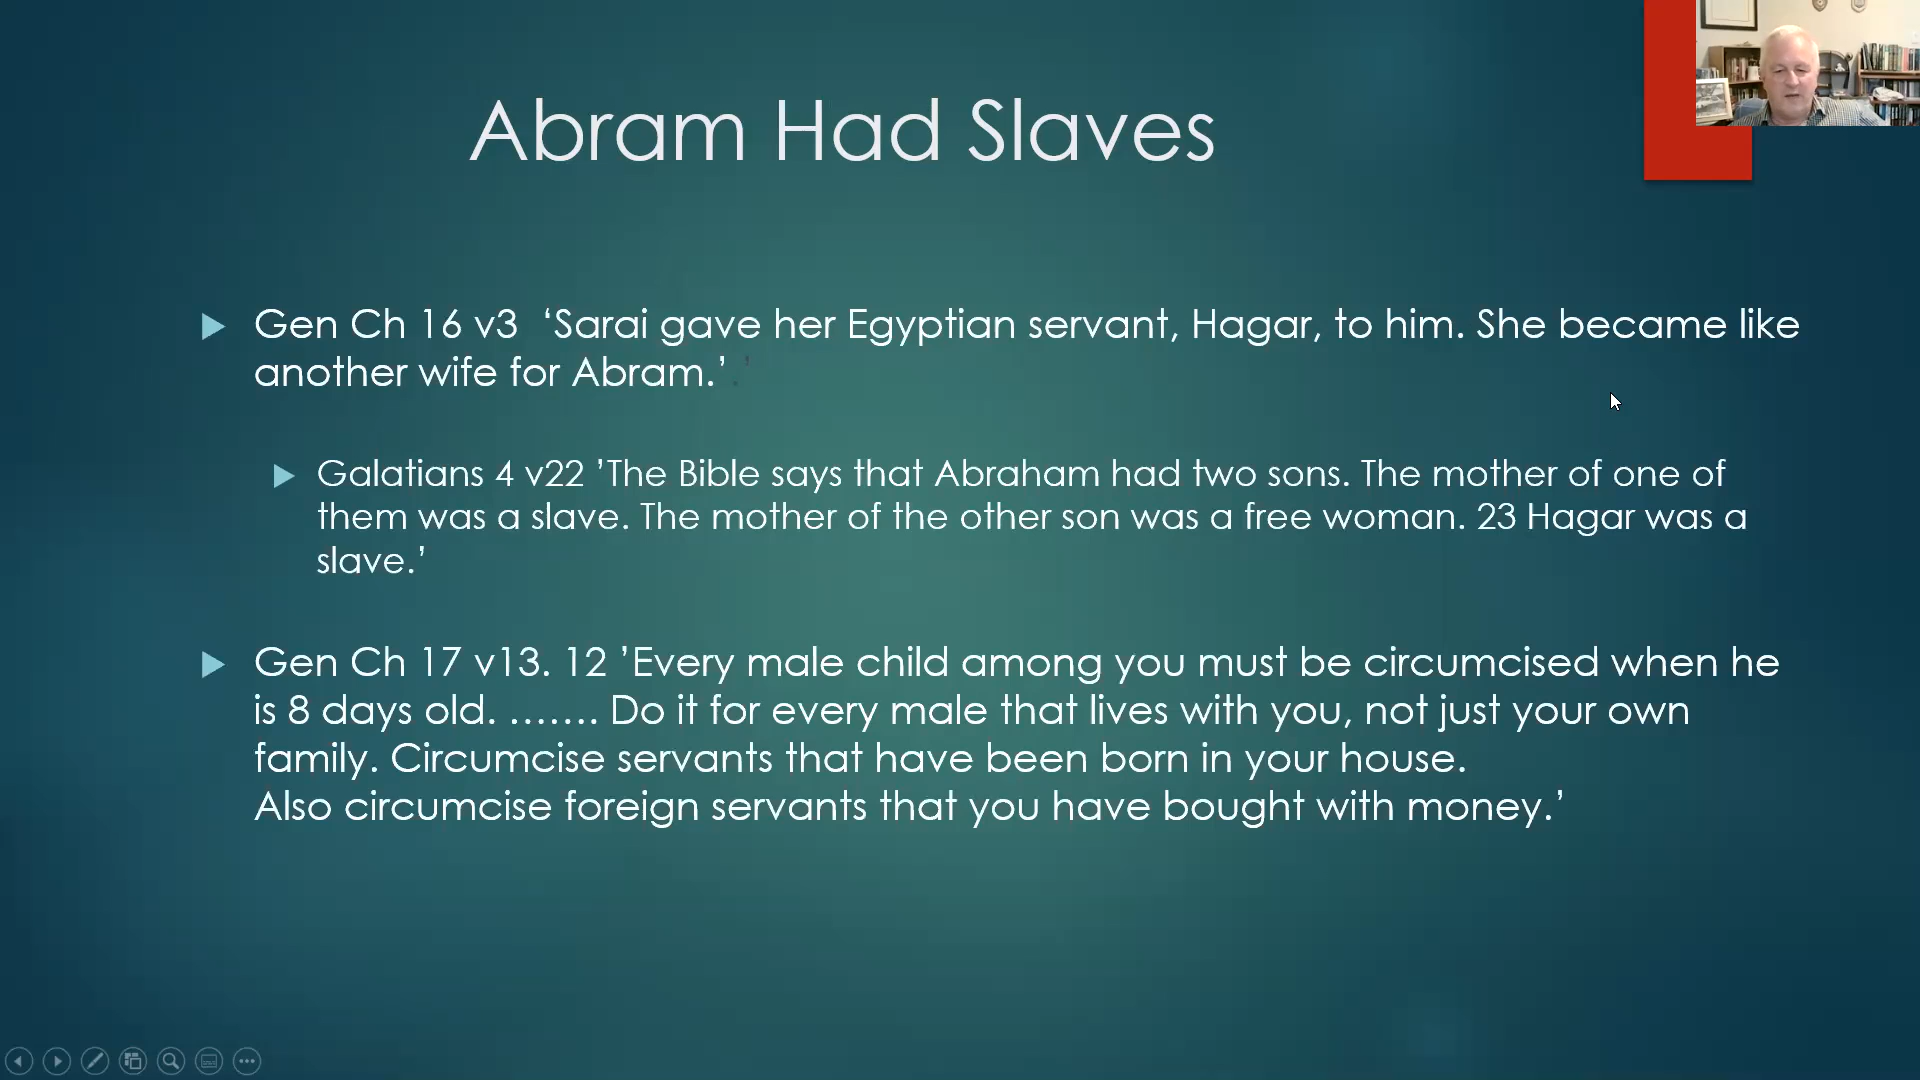 Abram Had Slaves
Gen Ch 16 v3  ‘Sarai gave her Egyptian servant, Hagar, to him. She became like
another wife for Abram.’ .’
Galatians 4 v22 ’The Bible says that Abraham had two sons. The mother of one of
them was a slave. The mother of the other son was a free woman. 23 Hagar was a
slave.’
Gen Ch 17 v13. 12 ’Every male child among you must be circumcised when he
is 8 days old. ....... Do it for every male that lives with you, not just your own
family. Circumcise servants that have been born in your house.
Also circumcise foreign servants that you have bought with money.’